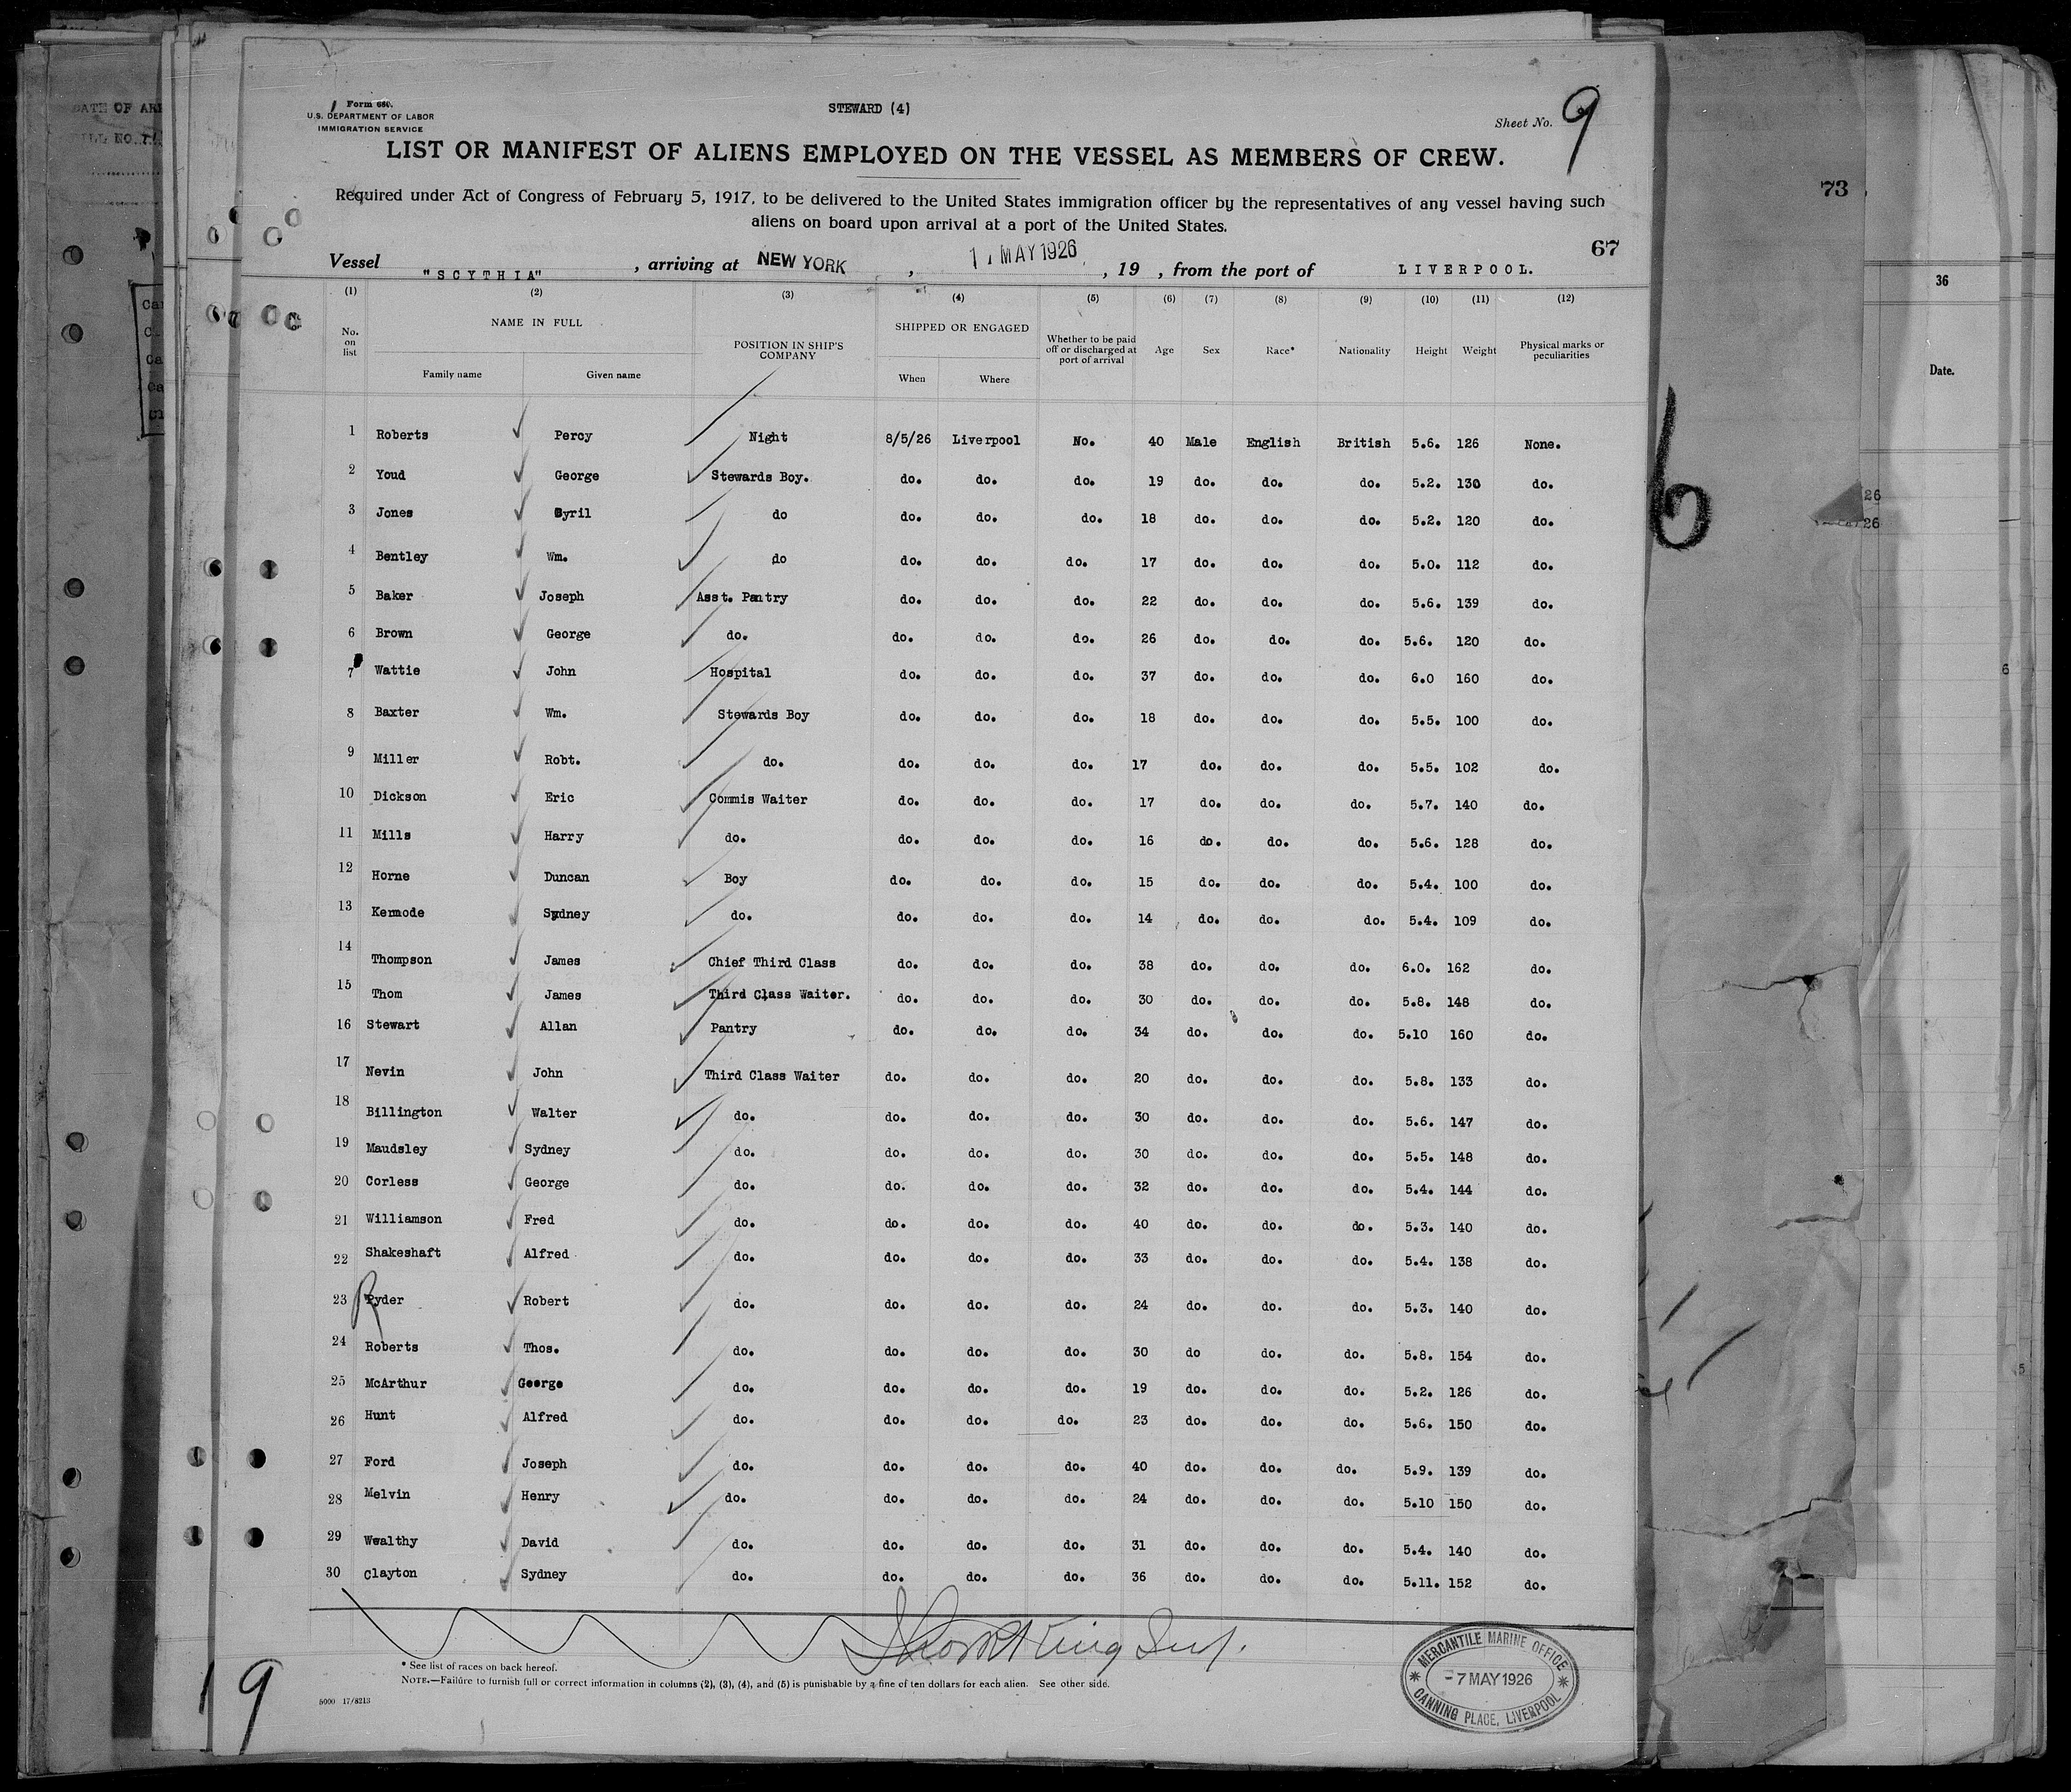 DATE OF
BILL NO.
Form 680.
U.S. DEPARTMENT OF LABOR
IMMIGRATION SERVICE
STEWARD (4)
Sheet No. 9
LIST OR MANIFEST OF ALIENS EMPLOYED ON THE VESSEL AS MEMBERS OF CREW.
Required under Act of Congress of February 5, 1917, to be delivered to the United States immigration officer by the representatives of any vessel having such
aliens on board upon arrival at a port of the United States.
73
67
Vessel "SCYTHIA", arriving at NEW YORK, MAY 1926, 19 , from the port of LIVERPOOL.
(1) (2) (3) (4) (5) (6) (7) (8) (9) (10) (11) (12)
No. on list
NAME IN FULL
Family name Given name
POSITION IN SHIP'S COMPANY
SHIPPED OR ENGAGED
When Where
Whether to be paid off or discharged at port of arrival
Age Sex Race* Nationality Height Weight
Physical marks or peculiarities
36
Date.
1 Roberts Percy Night 8/5/26 Liverpool No. 40 Male English British 5.6. 126 None.
2 Youd George Stewards Boy. do. do. do. 19 do. do. do. 5.2. 130 do.
3 Jones Cyril do do. do. do. 18 do. do. do. 5.2. 120 do.
4 Bentley Wm. do do. do. do. 17 do. do. do. 5.0. 112 do.
5 Baker Joseph Asst. Pantry do. do. do. 22 do. do. do. 5.6. 139 do.
6 Brown George do. do. do. do. 26 do. do. do. 5.6. 120 do.
7 Wattie John Hospital do. do. do. 37 do. do. do. 6.0 160 do.
8 Baxter Wm. Stewards Boy do. do. do. 18 do. do. do. 5.5. 100 do.
9 Miller Robt. do. do. do. do. 17 do. do. do. 5.5. 102 do.
10 Dickson Eric Commis Waiter do. do. do. 17 do. do. do. 5.7. 140 do.
11 Mills Harry do. do. do. do. 16 do. do. do. 5.6. 128 do.
12 Horne Duncan Boy do. do. do. 15 do. do. do. 5.4. 100 do.
13 Kermode Sydney do. do. do. do. 14 do. do. do. 5.4. 109 do.
14 Thompson James Chief Third Class do. do. do. 38 do. do. do. 6.0. 162 do.
15 Thom James Third Class Waiter. do. do. do. 30 do. do. do. 5.8. 148 do.
16 Stewart Allan Pantry do. do. do. 34 do. do. do. 5.10 160 do.
17 Nevin John Third Class Waiter do. do. do. 20 do. do. do. 5.8. 133 do.
18 Billington Walter do. do. do. do. 30 do. do. do. 5.6. 147 do.
19 Maudsley Sydney do. do. do. do. 30 do. do. do. 5.5. 148 do.
20 Corless George do. do. do. do. 32 do. do. do. 5.4. 144 do.
21 Williamson Fred do. do. do. do. 40 do. do. do. 5.3. 140 do.
22 Shakeshaft Alfred do. do. do. do. 33 do. do. do. 5.4. 138 do.
23 Ryder Robert do. do. do. do. 24 do. do. do. 5.3. 140 do.
24 Roberts Thos. do. do. do. do. 30 do do. do. 5.8. 154 do.
25 McArthur George do. do. do. do. 19 do. do. do. 5.2. 126 do.
26 Hunt Alfred do. do. do. do. 23 do. do. do. 5.6. 150 do.
27 Ford Joseph do. do. do. do. 40 do. do. do. 5.9. 139 do.
28 Melvin Henry do. do. do. do. 24 do. do. do. 5.10 150 do.
29 Wealthy David do. do. do. do. 31 do. do. do. 5.4. 140 do.
30 Clayton Sydney do. do. do. do. 36 do. do. do. 5.11. 152 do.
* See list of races on back hereof.
NOTE.—Failure to furnish full or correct information in columns (2), (3), (4), and (5) is punishable by a fine of ten dollars for each alien. See other side.
5000 17/8213
MERCANTILE MARINE OFFICE
-7 MAY 1926
CANNING PLACE, LIVERPOOL
9
6
26
26
6
5